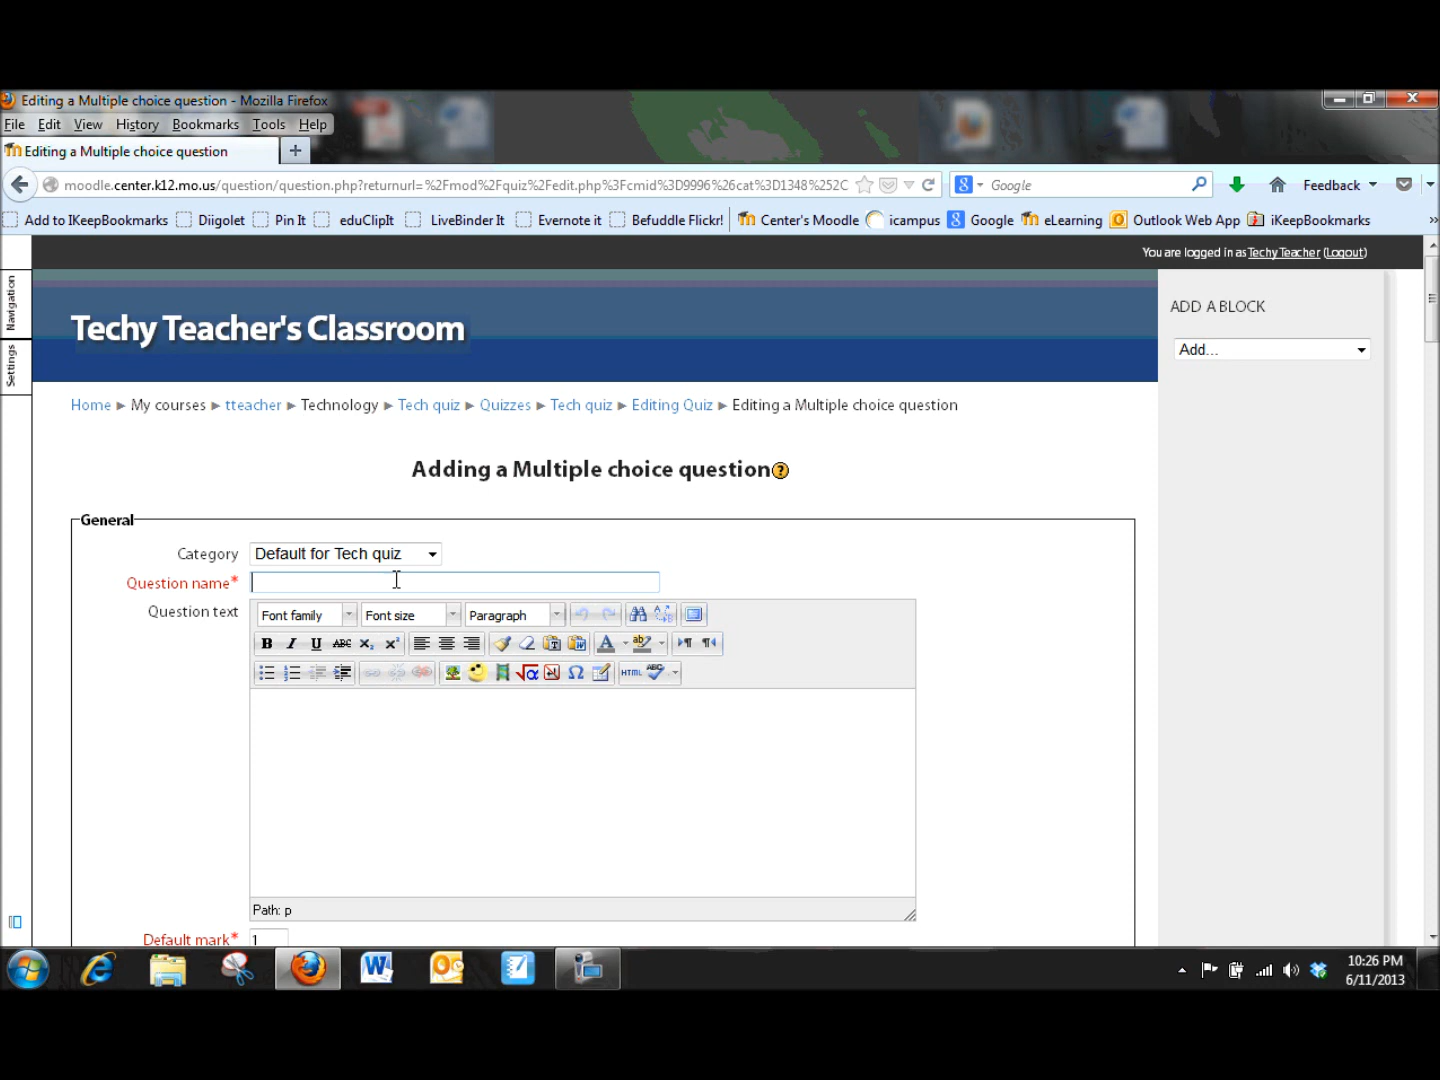 Editing a Multiple choice question - Mozilla Firefox
File Edit View History Bookmarks Tools Help
Editing a Multiple choice question +
moodle.center.k12.mo.us/question/question.php?returnurl=%2Fmod%2Fquiz%2Fedit.php%3Fcmid%3D9996%26cat%3D1348%252C Google Feedback
Add to IKeepBookmarks Diigolet Pin It eduClipIt LiveBinder It Evernote it Befuddle Flickr! Center's Moodle icampus Google eLearning Outlook Web App iKeepBookmarks »
You are logged in as Techy Teacher (Logout)
Navigation
Settings
Techy Teacher's Classroom
ADD A BLOCK
Add...
Home ► My courses ► tteacher ► Technology ► Tech quiz ► Quizzes ► Tech quiz ► Editing Quiz ► Editing a Multiple choice question
Adding a Multiple choice question
General
Category Default for Tech quiz
Question name*
Question text Font family Font size Paragraph
B I U ABC X₂ X² A ab
Ω HTML ABC
Path: p
Default mark* 1
10:26 PM
6/11/2013